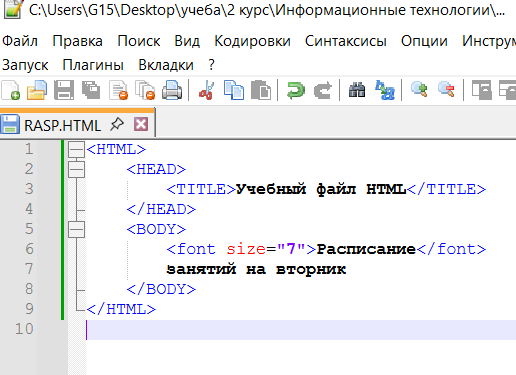 C:\Users\G15\Desktop\учеба\2 курс\Информационные технологии\...
Файл Правка Поиск Вид Кодировки Синтаксисы Опции Инструм
Запуск Плагины Вкладки ?
RASP.HTML
1 <HTML>
2 <HEAD>
3 <TITLE>Учебный файл HTML</TITLE>
4 </HEAD>
5 <BODY>
6 <font size="7">Расписание</font>
7 занятий на вторник
8 </BODY>
9 </HTML>
10